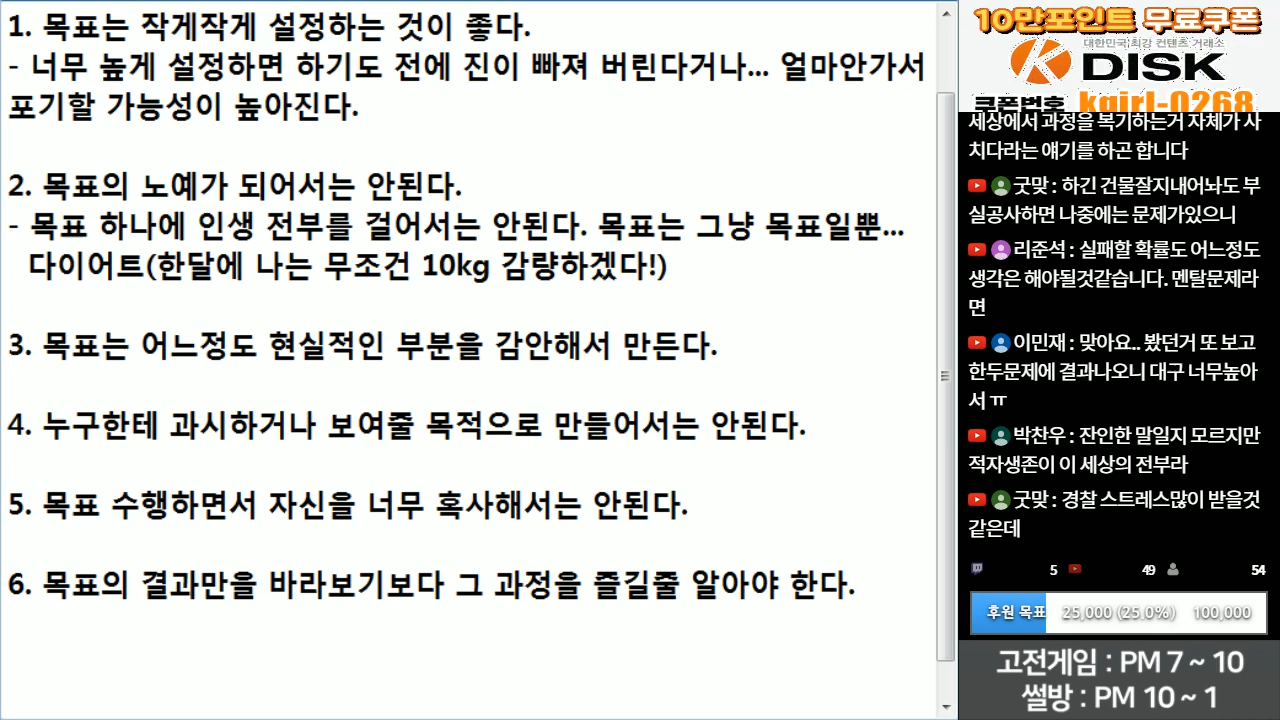 1. 목표는 작게작게 설정하는 것이 좋다.
- 너무 높게 설정하면 하기도 전에 진이 빠져 버린다거나... 얼마안가서
포기할 가능성이 높아진다.
2. 목표의 노예가 되어서는 안된다.
- 목표 하나에 인생 전부를 걸어서는 안된다. 목표는 그냥 목표일뿐...
다이어트(한달에 나는 무조건 10kg 감량하겠다!)
3. 목표는 어느정도 현실적인 부분을 감안해서 만든다.
4. 누구한테 과시하거나 보여줄 목적으로 만들어서는 안된다.
5. 목표 수행하면서 자신을 너무 혹사해서는 안된다.
6. 목표의 결과만을 바라보기보다 그 과정을 즐길줄 알아야 한다.
10만포인트 무료쿠폰
대한민국 최강 컨텐츠 거래소
K DISK
쿠폰번호 kgirl-0268
세상에서 과정을 복기하는거 자체가 사
치다라는 얘기를 하곤 합니다
굿맞 : 하긴 건물잘지내어놔도 부
실공사하면 나중에는 문제가있으니
리준석 : 실패할 확률도 어느정도
생각은 해야될것같습니다. 멘탈문제라
면
이민재 : 맞아요.. 봤던거 또 보고
한두문제에 결과나오니 대구 너무높아
서 ㅠ
박찬우 : 잔인한 말일지 모르지만
적자생존이 이 세상의 전부라
굿맞 : 경찰 스트레스많이 받을것
같은데
5 49 54
후원 목표 25,000 (25.0%) 100,000
고전게임 : PM 7 ~ 10
썰방 : PM 10 ~ 1